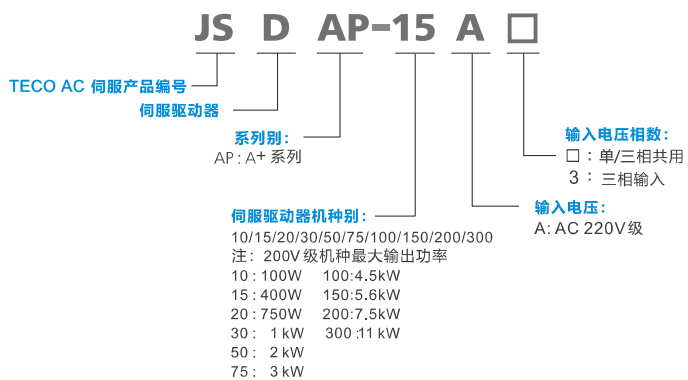 JS D AP-15 A □
TECO AC 伺服产品编号
伺服驱动器
系列别:
AP:A+ 系列
伺服驱动器机种别:
10/15/20/30/50/75/100/150/200/300
注: 200V 级机种最大输出功率
10 : 100W 100:4.5kW
15 : 400W 150:5.6kW
20 : 750W 200:7.5kW
30 : 1 kW 300 :11 kW
50 : 2 kW
75 : 3 kW
输入电压:
A: AC 220V 级
输入电压相数:
□ : 单/三相共用
3 : 三相输入